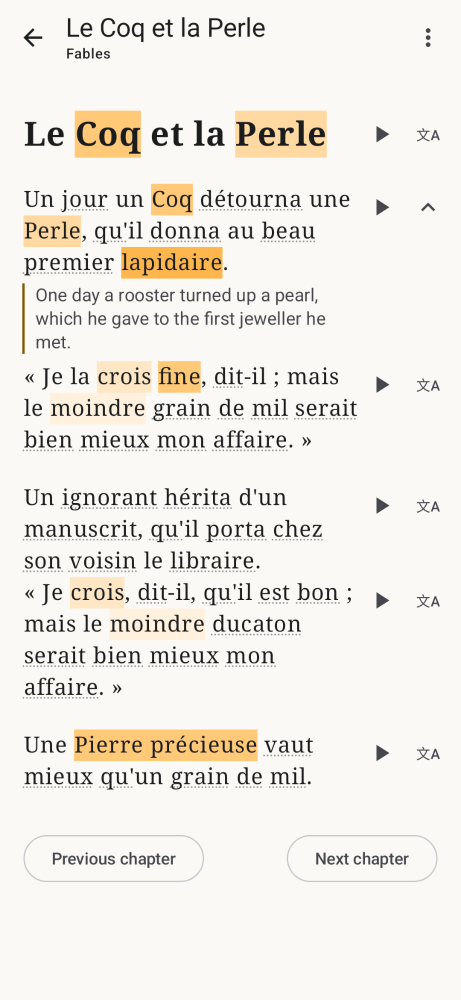 Le Coq et la Perle
Fables
Le Coq et la Perle
文A
Un jour un Coq détourna une
Perle, qu'il donna au beau
premier lapidaire.
One day a rooster turned up a pearl,
which he gave to the first jeweller he
met.
« Je la crois fine, dit-il ; mais
文A
le moindre grain de mil serait
bien mieux mon affaire. »
Un ignorant hérita d'un
文A
manuscrit, qu'il porta chez
son voisin le libraire.
« Je crois, dit-il, qu'il est bon ;
文A
mais le moindre ducaton
serait bien mieux mon
affaire. »
Une Pierre précieuse vaut
文A
mieux qu'un grain de mil.
Previous chapter
Next chapter